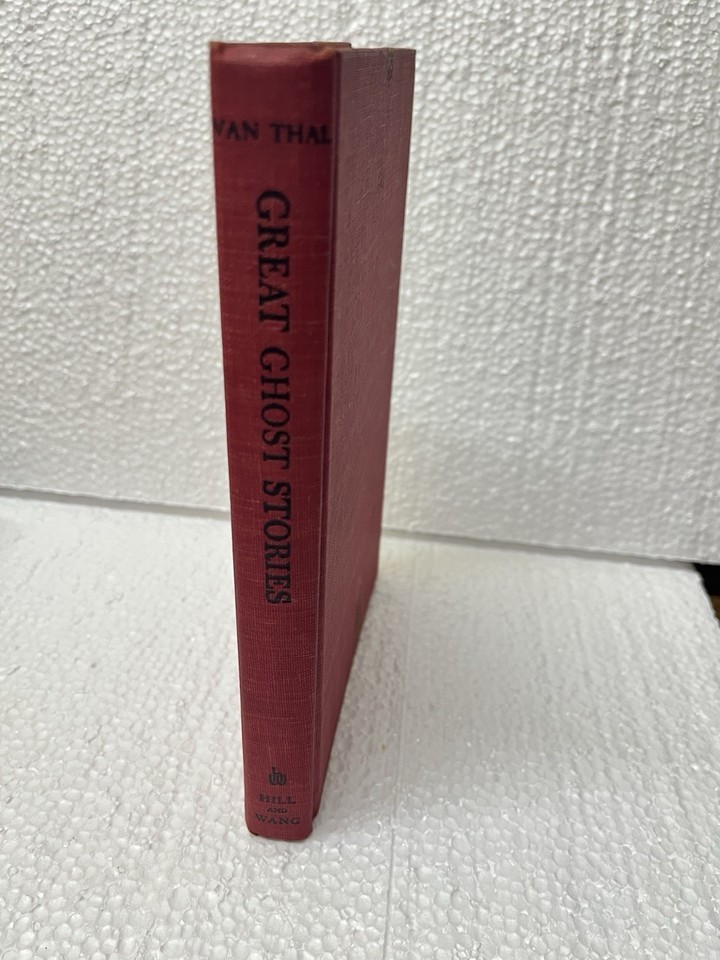 VAN THAL
GREAT GHOST STORIES
HILL
AND
WANG